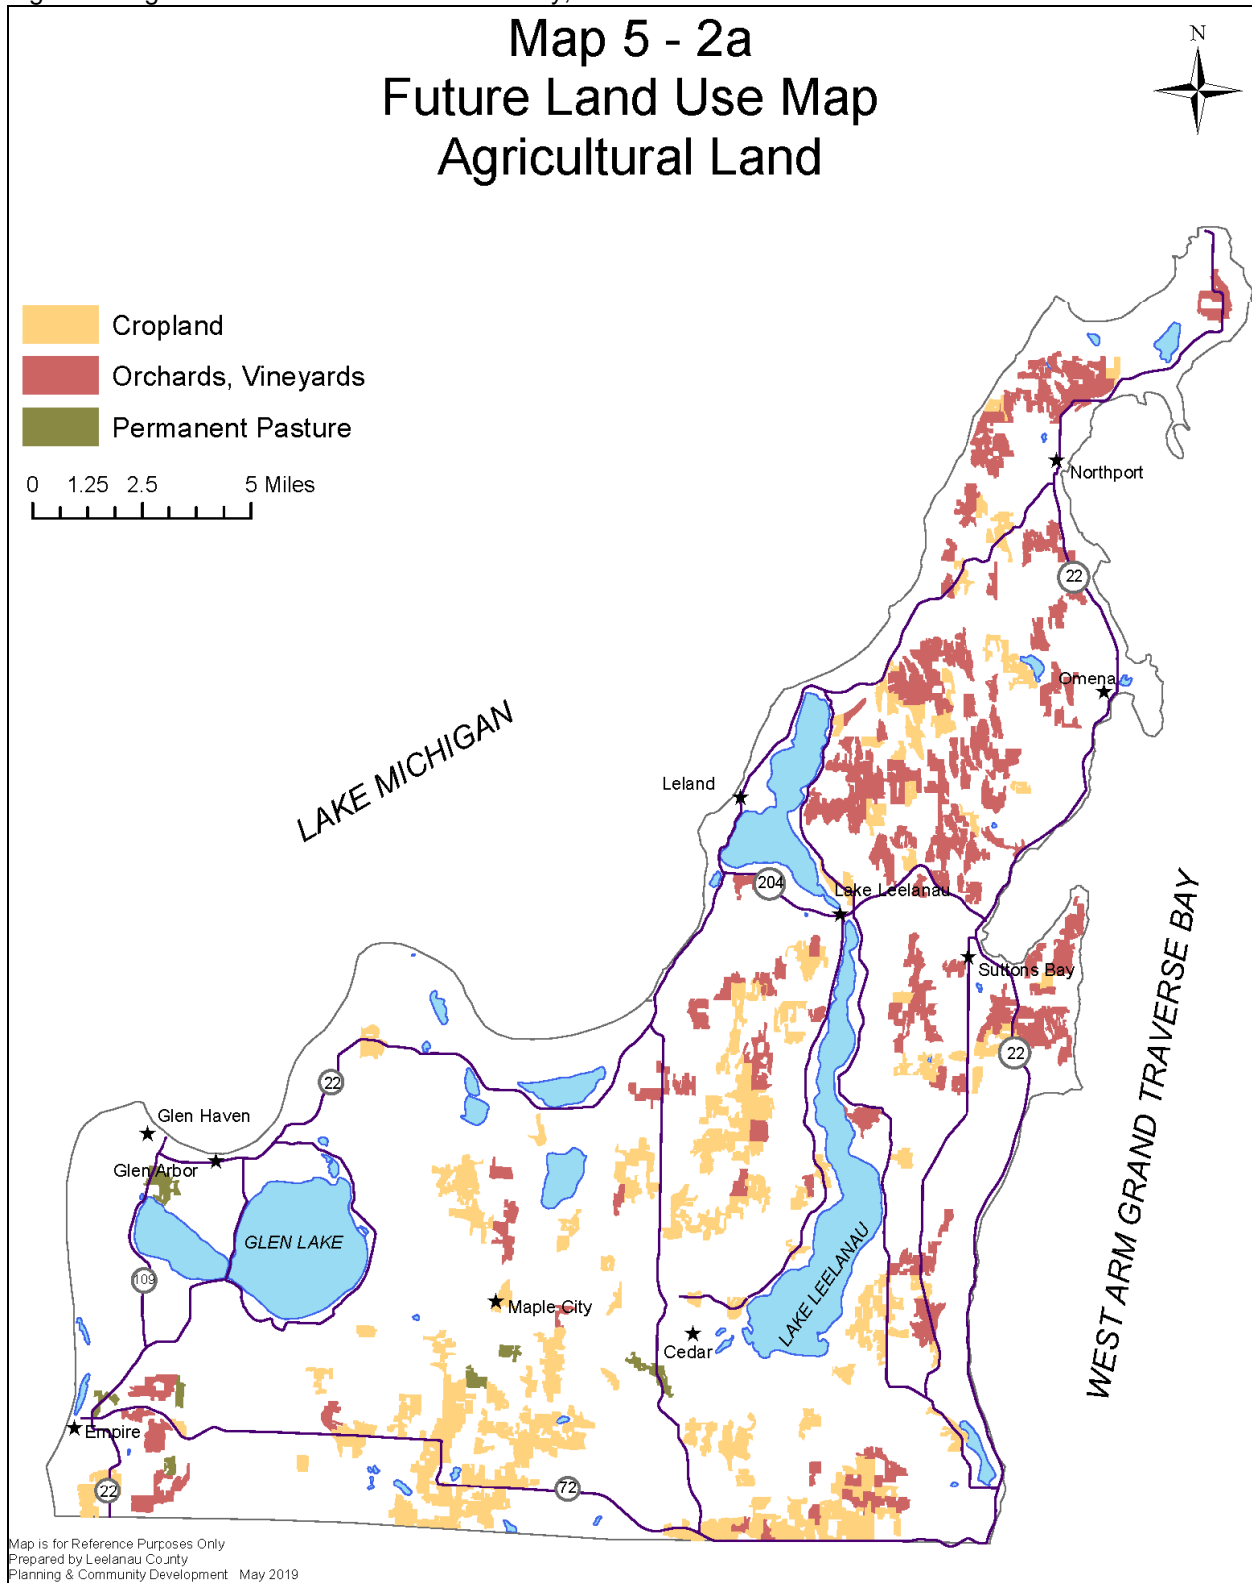 Map 5 - 2a
Future Land Use Map
Agricultural Land
N
Cropland
Orchards, Vineyards
Permanent Pasture
0 1.25 2.5 5 Miles
Northport
22
Omena
LAKE MICHIGAN
Leland
204
Lake Leelanau
Suttons Bay
22
WEST ARM GRAND TRAVERSE BAY
22
Glen Haven
Glen Arbor
GLEN LAKE
109
LAKE LEELANAU
Maple City
Cedar
Empire
22
72
Map is for Reference Purposes Only
Prepared by Leelanau County
Planning & Community Development May 2019